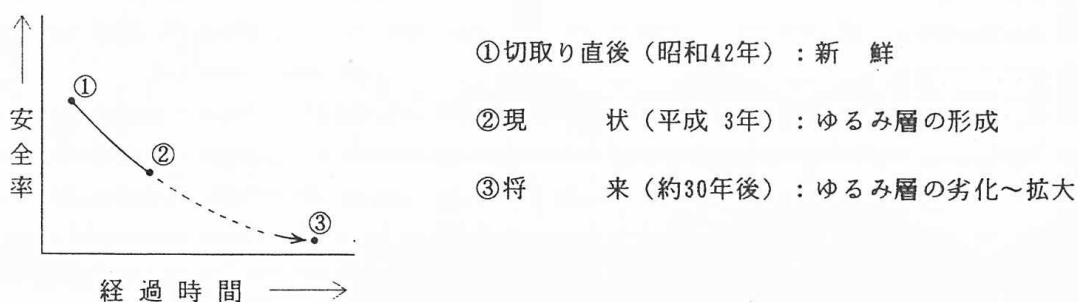 ①切取り直後(昭和42年):新 鮮
②現 状(平成 3年):ゆるみ層の形成
③将 来(約30年後):ゆるみ層の劣化~拡大
安全率
①
②
③
経過時間